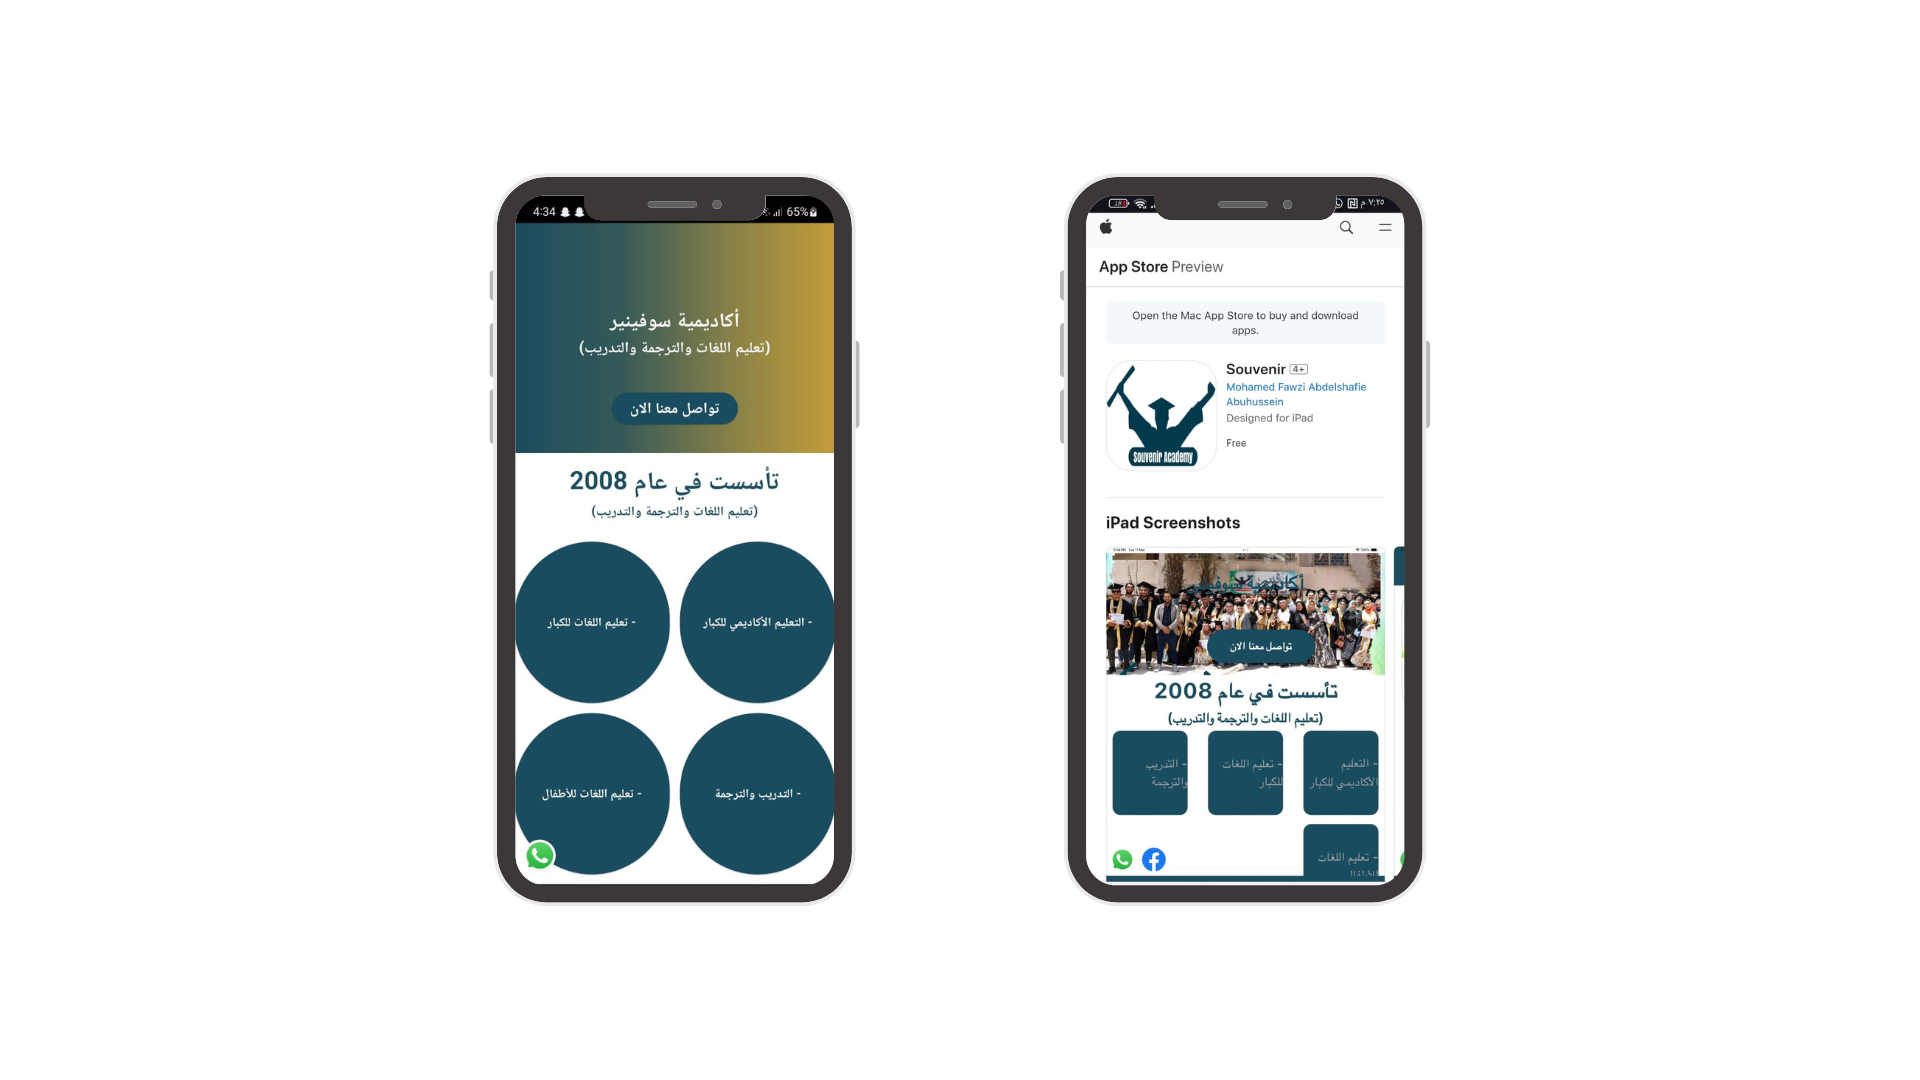 4:34
65%
أكاديمية سوفينير
(تعليم اللغات والترجمة والتدريب)
تواصل معنا الان
تأسست في عام 2008
(تعليم اللغات والترجمة والتدريب)
- التعليم الأكاديمي للكبار
- تعليم اللغات للكبار
- التدريب والترجمة
- تعليم اللغات للأطفال
٧:٢٥ م
App Store Preview
Open the Mac App Store to buy and download
apps.
Souvenir 4+
Mohamed Fawzi Abdelshafie
Abuhussein
Designed for iPad
Free
Souvenir Academy
iPad Screenshots
أكاديمية سوفينير
تواصل معنا الان
تأسست في عام 2008
(تعليم اللغات والترجمة والتدريب)
- التعليم
الأكاديمي للكبار
- تعليم اللغات
للكبار
- التدريب
والترجمة
- تعليم اللغات